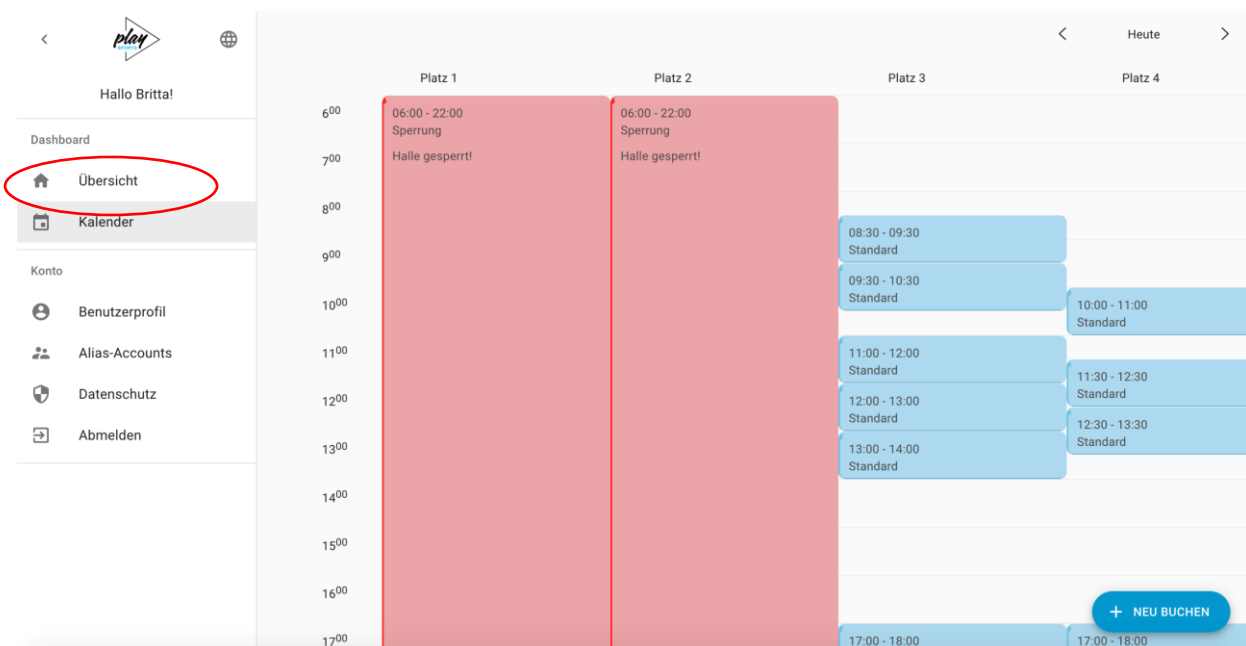 play
SPORTS
Hallo Britta!
Dashboard
Übersicht
Kalender
Konto
Benutzerprofil
Alias-Accounts
Datenschutz
Abmelden
Heute
Platz 1
Platz 2
Platz 3
Platz 4
6⁰⁰
7⁰⁰
8⁰⁰
9⁰⁰
10⁰⁰
11⁰⁰
12⁰⁰
13⁰⁰
14⁰⁰
15⁰⁰
16⁰⁰
17⁰⁰
06:00 - 22:00
Sperrung
Halle gesperrt!
06:00 - 22:00
Sperrung
Halle gesperrt!
08:30 - 09:30
Standard
09:30 - 10:30
Standard
11:00 - 12:00
Standard
12:00 - 13:00
Standard
13:00 - 14:00
Standard
17:00 - 18:00
10:00 - 11:00
Standard
11:30 - 12:30
Standard
12:30 - 13:30
Standard
17:00 - 18:00
+ NEU BUCHEN